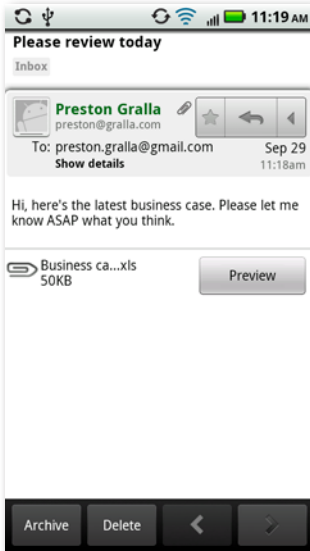 11:19 AM
Please review today
Inbox
Preston Gralla
preston@gralla.com
To: preston.gralla@gmail.com Sep 29
Show details 11:18am
Hi, here's the latest business case. Please let me
know ASAP what you think.
Business ca...xls
50KB
Preview
Archive Delete